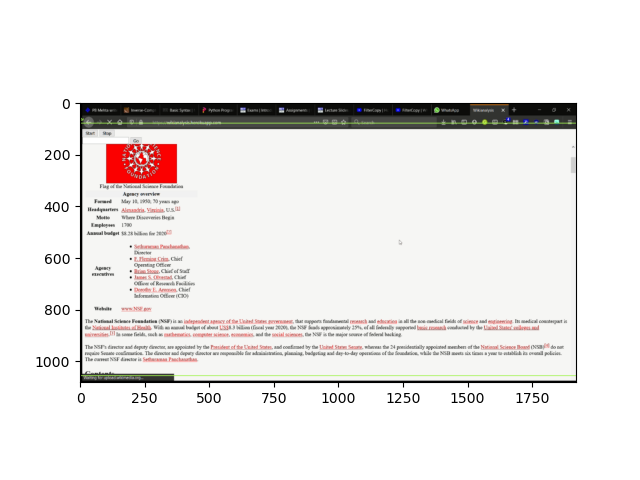 0
200
400
600
800
1000
0 250 500 750 1000 1250 1500 1750
WhatsApp
Wikianalysis
Start Stop
Go
Flag of the National Science Foundation
Agency overview
Formed May 10, 1950; 70 years ago
Headquarters Alexandria, Virginia, U.S.[1]
Motto Where Discoveries Begin
Employees 1700
Annual budget $8.28 billion for 2020[2]
Agency executives
Sethuraman Panchanathan,
Director
F. Fleming Crim, Chief
Operating Officer
Brian Stone, Chief of Staff
James S. Ulvestad, Chief
Officer of Research Facilities
Dorothy E. Aronson, Chief
Information Officer (CIO)
Website www.NSF.gov
The National Science Foundation (NSF) is an independent agency of the United States government, that supports fundamental research and education in all the non-medical fields of science and engineering. Its medical counterpart is
the National Institutes of Health. With an annual budget of about US$8.3 billion (fiscal year 2020), the NSF funds approximately 25%, of all federally supported basic research conducted by the United States' colleges and
universities. In some fields, such as mathematics, computer science, economics, and the social sciences, the NSF is the major source of federal backing.
The NSF's director and deputy director, are appointed by the President of the United States, and confirmed by the United States Senate, whereas the 24 presidentially appointed members of the National Science Board (NSB) do not
require Senate confirmation. The director and deputy director are responsible for administration, planning, budgeting and day-to-day operations of the foundation, while the NSB meets six times a year to establish its overall policies.
The current NSF director is Sethuraman Panchanathan.
Contents